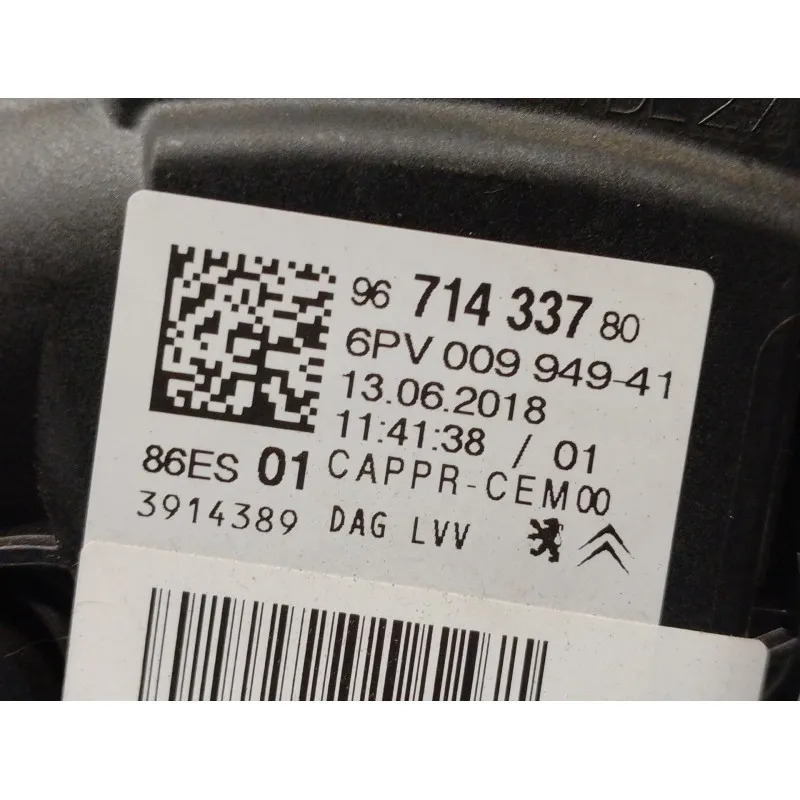 96 714 337 80
6PV 009 949-41
13.06.2018
11:41:38 / 01
86ES 01 CAPPR-CEM00
3914389 DAG LVV